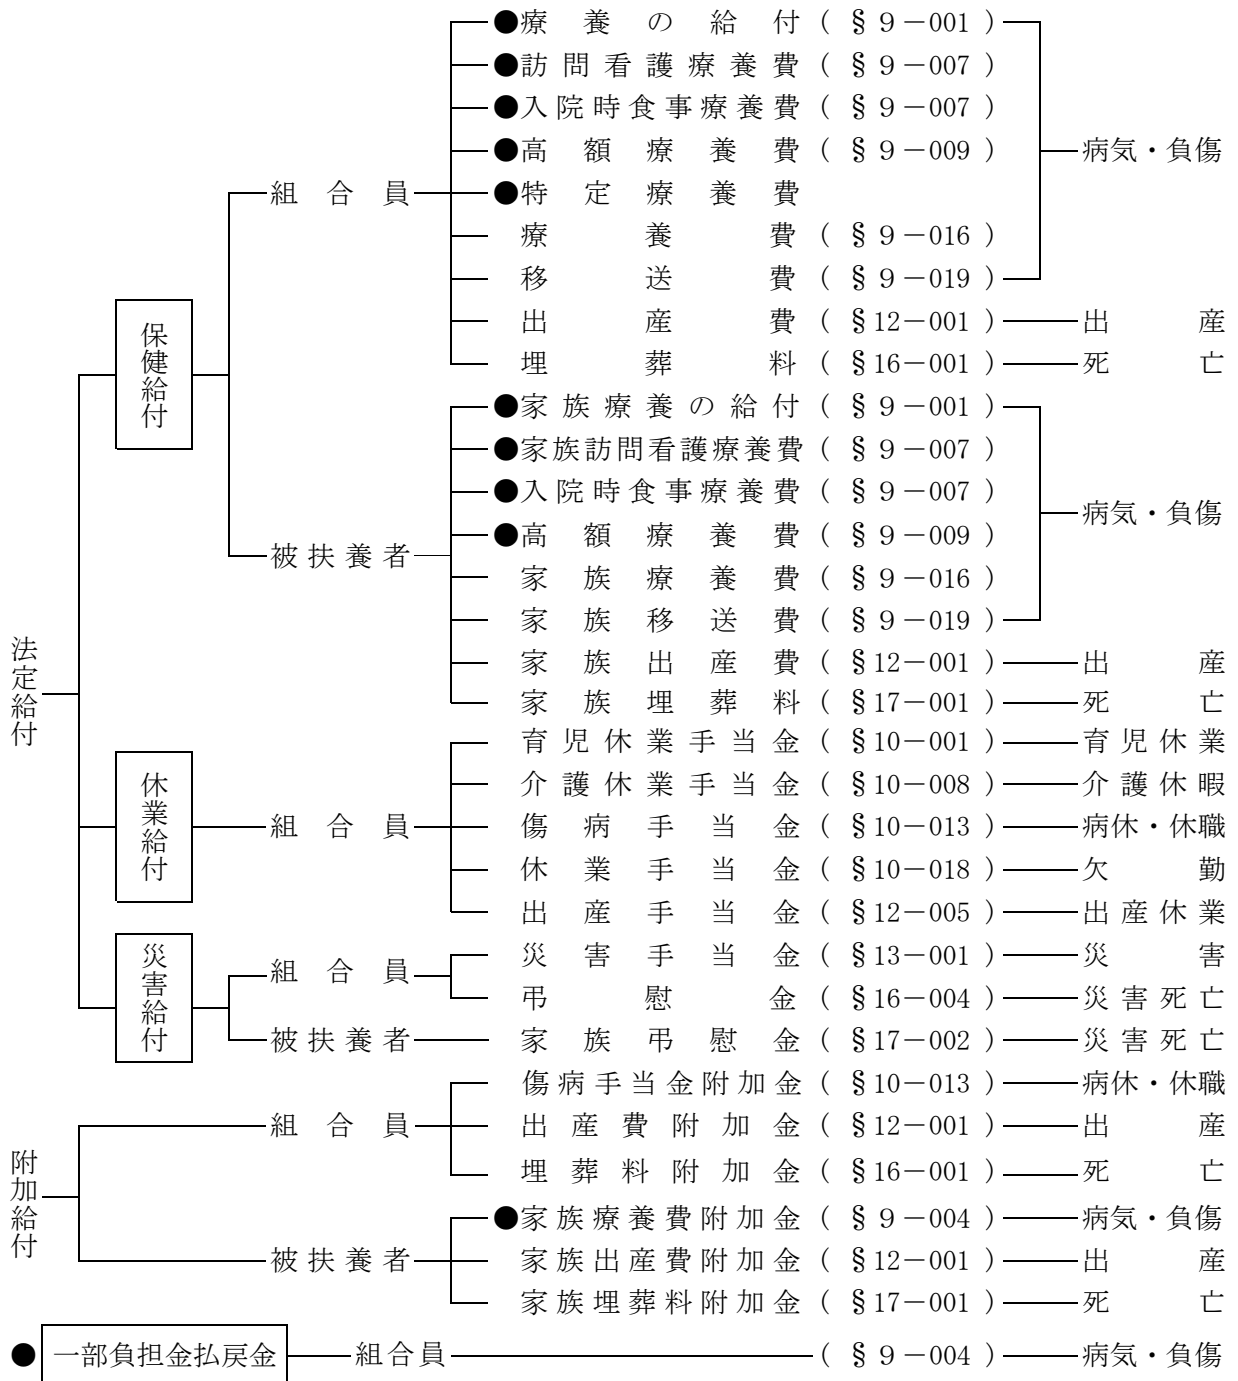 ●療養の給付（§9－001）
●訪問看護療養費（§9－007）
●入院時食事療養費（§9－007）
●高額療養費（§9－009）
病気・負傷
組合員
●特定療養費
療養費（§9－016）
移送費（§9－019）
出産費（§12－001）出産
埋葬料（§16－001）死亡
保健給付
●家族療養の給付（§9－001）
●家族訪問看護療養費（§9－007）
●入院時食事療養費（§9－007）
病気・負傷
●高額療養費（§9－009）
被扶養者
家族療養費（§9－016）
家族移送費（§9－019）
家族出産費（§12－001）出産
家族埋葬料（§17－001）死亡
法定給付
育児休業手当金（§10－001）育児休業
介護休業手当金（§10－008）介護休暇
休業給付
組合員
傷病手当金（§10－013）病休・休職
休業手当金（§10－018）欠勤
出産手当金（§12－005）出産休業
災害給付
組合員
災害手当金（§13－001）災害
弔慰金（§16－004）災害死亡
被扶養者
家族弔慰金（§17－002）災害死亡
傷病手当金附加金（§10－013）病休・休職
組合員
出産費附加金（§12－001）出産
埋葬料附加金（§16－001）死亡
附加給付
●家族療養費附加金（§9－004）病気・負傷
被扶養者
家族出産費附加金（§12－001）出産
家族埋葬料附加金（§17－001）死亡
●一部負担金払戻金 組合員（§9－004）病気・負傷